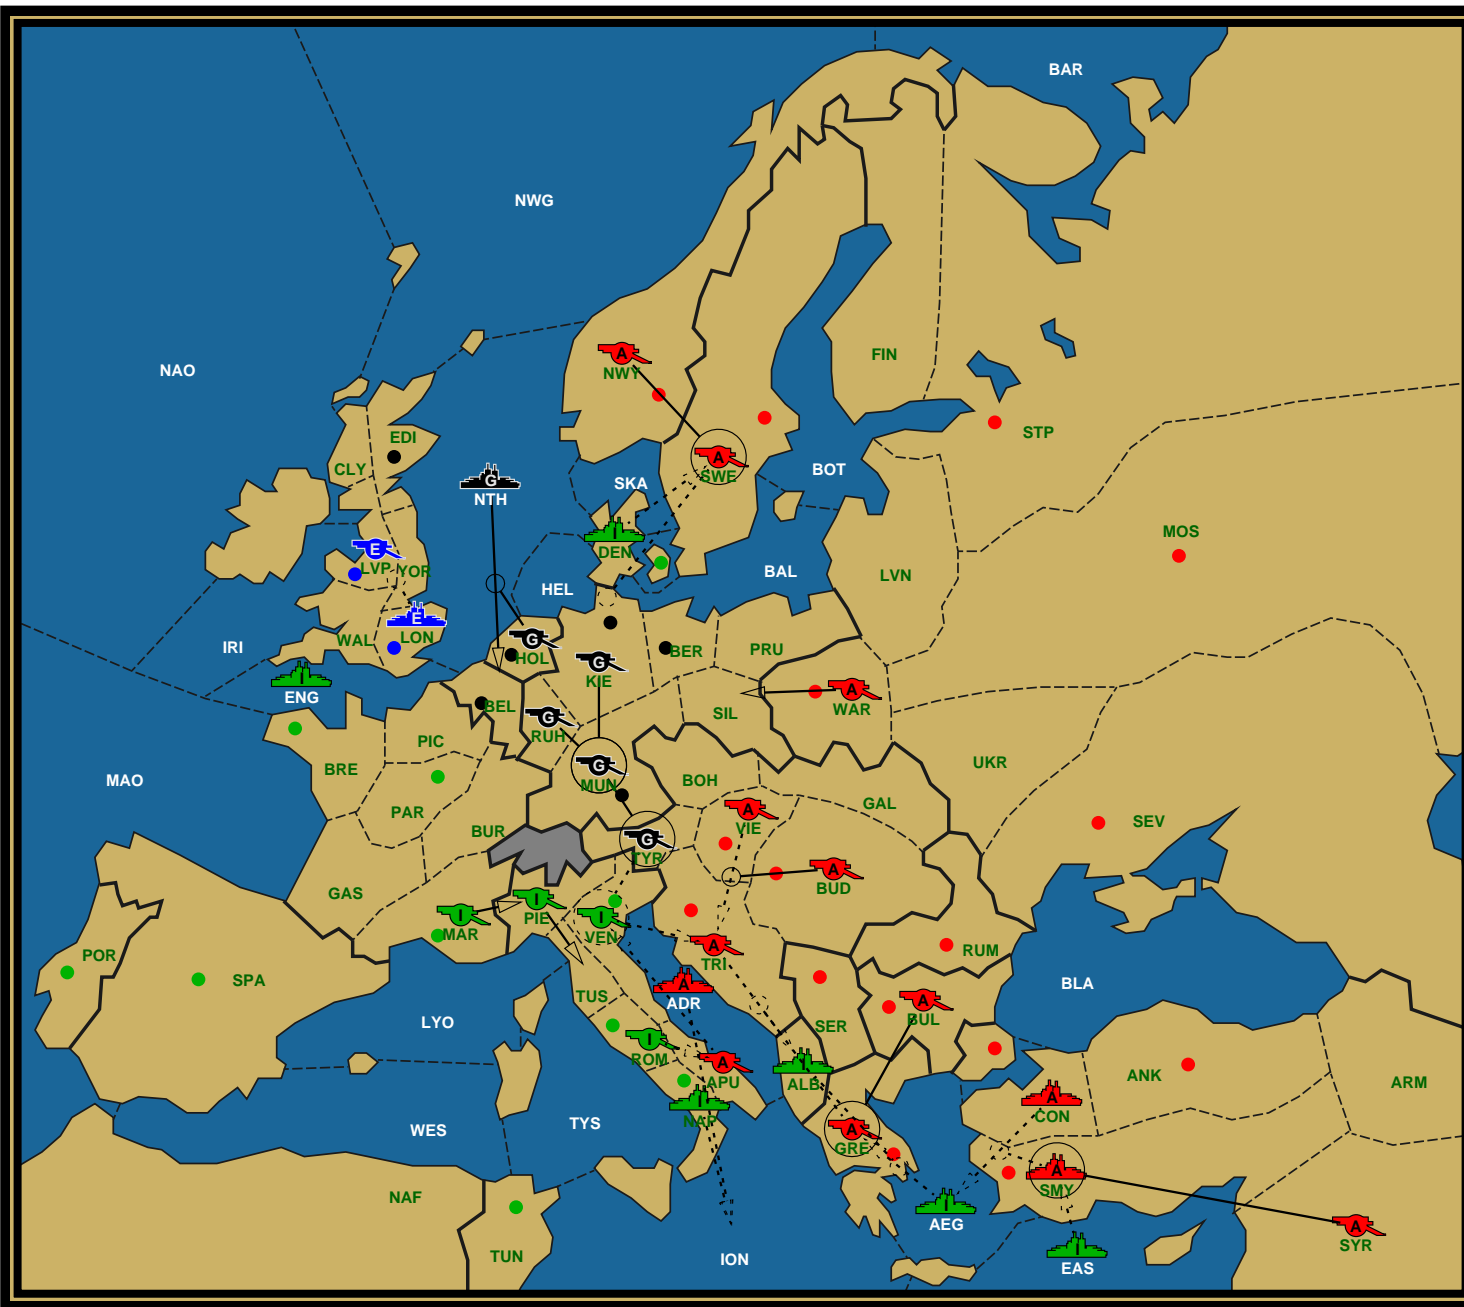 BAR
NWG
NAO
FIN
A
NWY
EDI
STP
CLY
A
SWE
BOT
SKA
G
NTH
MOS
I
DEN
E
LVP
YOR
BAL
LVN
HEL
E
LON
WAL
IRI
G
HOL
BER
PRU
G
KIE
I
ENG
A
WAR
BEL
SIL
G
RUH
PIC
BRE
UKR
G
MUN
BOH
MAO
GAL
PAR
A
VIE
SEV
BUR
G
TYR
A
BUD
GAS
I
PIE
I
MAR
I
VEN
A
TRI
POR
SPA
RUM
A
ADR
BLA
TUS
A
BUL
LYO
SER
I
ROM
A
APU
I
ALB
ANK
ARM
A
CON
I
NAP
TYS
WES
A
GRE
A
SMY
NAF
I
AEG
A
SYR
TUN
ION
I
EAS